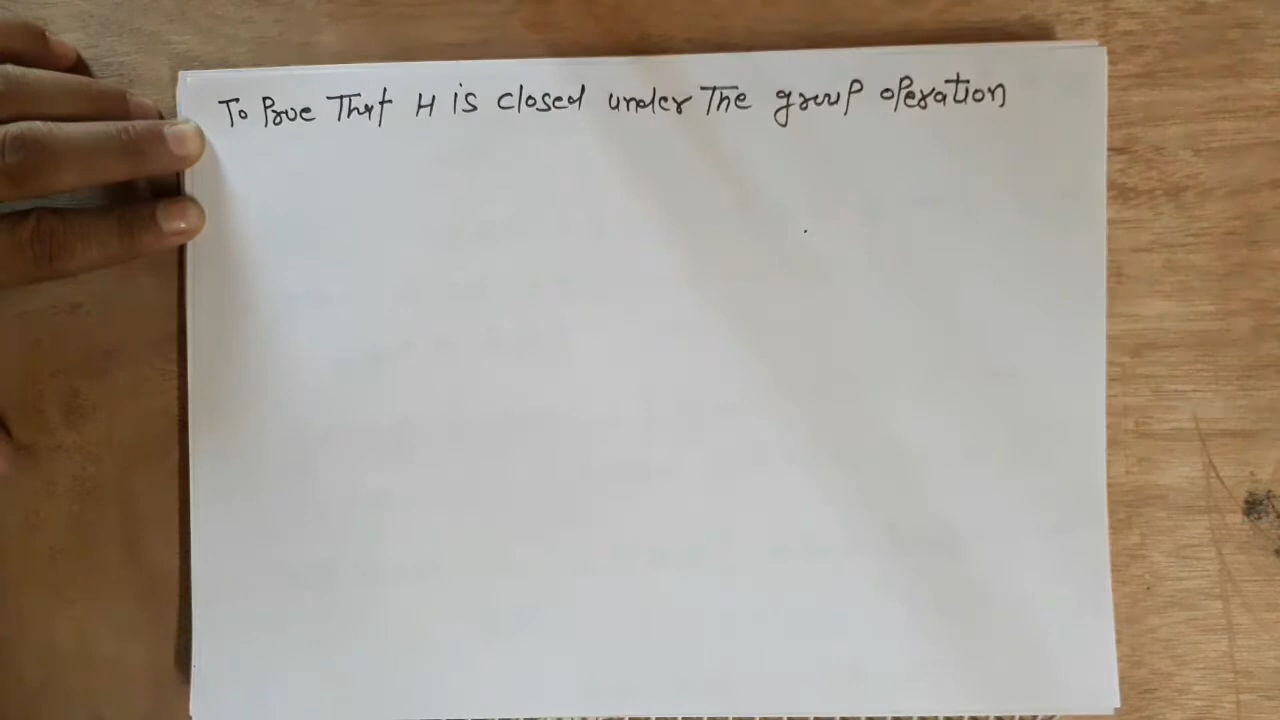 To Prove That H is closed under The group operation